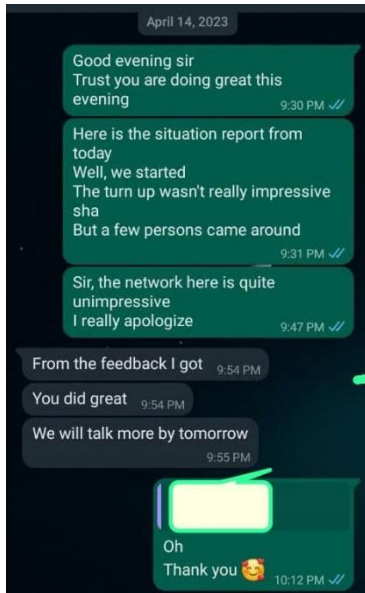 April 14, 2023
Good evening sir
Trust you are doing great this
evening
9:30 PM
Here is the situation report from
today
Well, we started
The turn up wasn't really impressive
sha
But a few persons came around
9:31 PM
Sir, the network here is quite
unimpressive
I really apologize
9:47 PM
From the feedback I got 9:54 PM
You did great 9:54 PM
We will talk more by tomorrow
9:55 PM
Oh
Thank you 🥰
10:12 PM